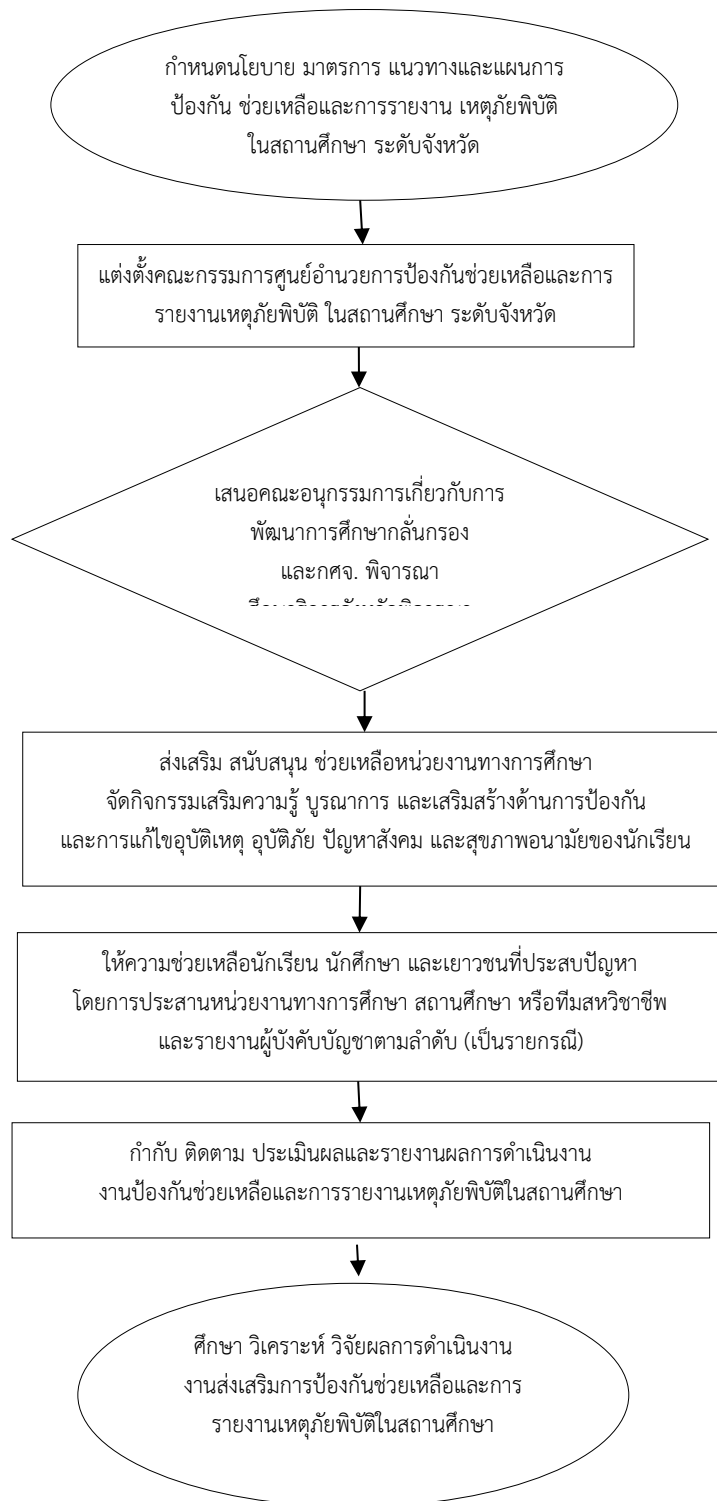 กำหนดนโยบาย มาตรการ แนวทางและแผนการ
ป้องกัน ช่วยเหลือและการรายงาน เหตุภัยพิบัติ
ในสถานศึกษา ระดับจังหวัด
แต่งตั้งคณะกรรมการศูนย์อำนวยการป้องกันช่วยเหลือและการ
รายงานเหตุภัยพิบัติ ในสถานศึกษา ระดับจังหวัด
เสนอคณะอนุกรรมการเกี่ยวกับการ
พัฒนาการศึกษากลั่นกรอง
และกศจ. พิจารณา
ส่งเสริม สนับสนุน ช่วยเหลือหน่วยงานทางการศึกษา
จัดกิจกรรมเสริมความรู้ บูรณาการ และเสริมสร้างด้านการป้องกัน
และการแก้ไขอุบัติเหตุ อุบัติภัย ปัญหาสังคม และสุขภาพอนามัยของนักเรียน
ให้ความช่วยเหลือนักเรียน นักศึกษา และเยาวชนที่ประสบปัญหา
โดยการประสานหน่วยงานทางการศึกษา สถานศึกษา หรือทีมสหวิชาชีพ
และรายงานผู้บังคับบัญชาตามลำดับ (เป็นรายกรณี)
กำกับ ติดตาม ประเมินผลและรายงานผลการดำเนินงาน
งานป้องกันช่วยเหลือและการรายงานเหตุภัยพิบัติในสถานศึกษา
ศึกษา วิเคราะห์ วิจัยผลการดำเนินงาน
งานส่งเสริมการป้องกันช่วยเหลือและการ
รายงานเหตุภัยพิบัติในสถานศึกษา